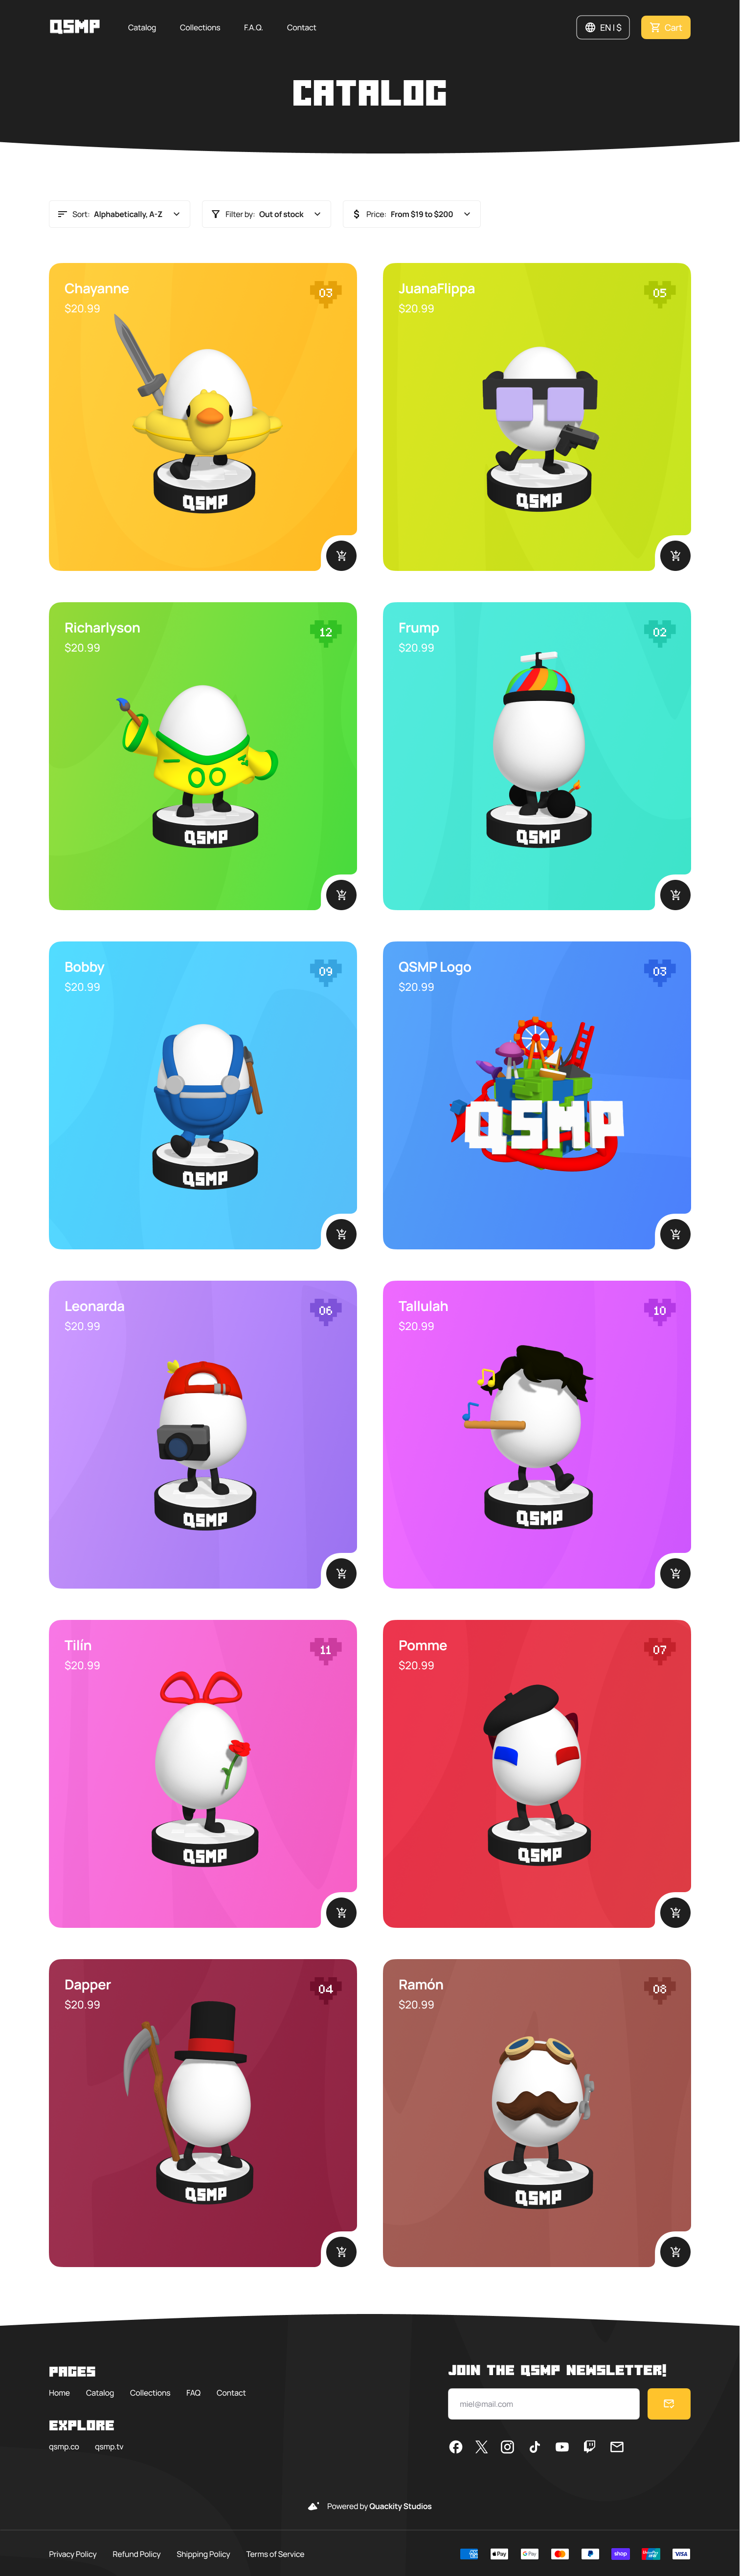 QSMP
Catalog
Collections
F.A.Q.
Contact
EN | $
Cart
CATALOG
Sort: Alphabetically, A-Z
Filter by: Out of stock
Price: From $19 to $200
Chayanne
$20.99
03
QSMP
JuanaFlippa
$20.99
05
QSMP
Richarlyson
$20.99
12
QSMP
Frump
$20.99
02
QSMP
Bobby
$20.99
09
QSMP
QSMP Logo
$20.99
03
QSMP
Leonarda
$20.99
06
QSMP
Tallulah
$20.99
10
QSMP
Tilín
$20.99
11
QSMP
Pomme
$20.99
07
QSMP
Dapper
$20.99
04
QSMP
Ramón
$20.99
08
QSMP
PAGES
Home
Catalog
Collections
FAQ
Contact
EXPLORE
qsmp.co
qsmp.tv
JOIN THE QSMP NEWSLETTER!
miel@mail.com
Powered by Quackity Studios
Privacy Policy
Refund Policy
Shipping Policy
Terms of Service
Pay
G Pay
shop
VISA